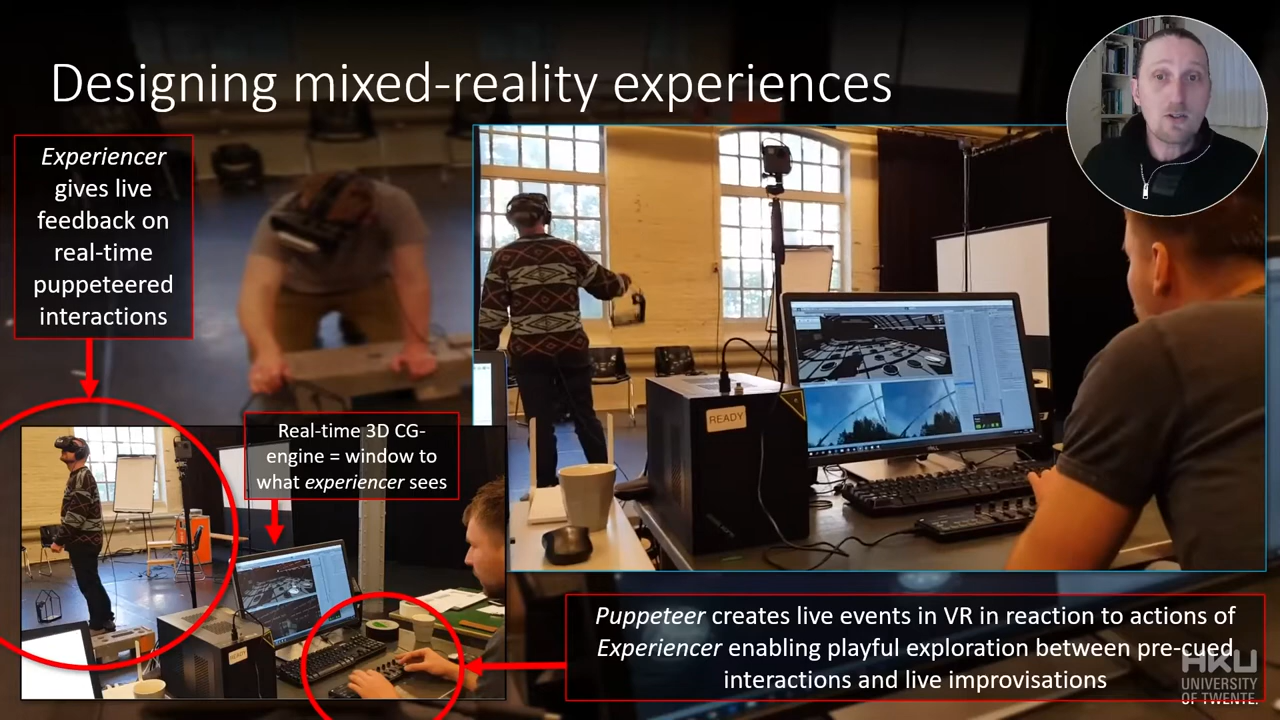 Designing mixed-reality experiences
Experiencer
gives live
feedback on
real-time
puppeteered
interactions
READY
Real-time 3D CG-
engine = window to
what experiencer sees
DELL
READY
Puppeteer creates live events in VR in reaction to actions of
Experiencer enabling playful exploration between pre-cued
interactions and live improvisations
HKU
UNIVERSITY
OF TWENTE.